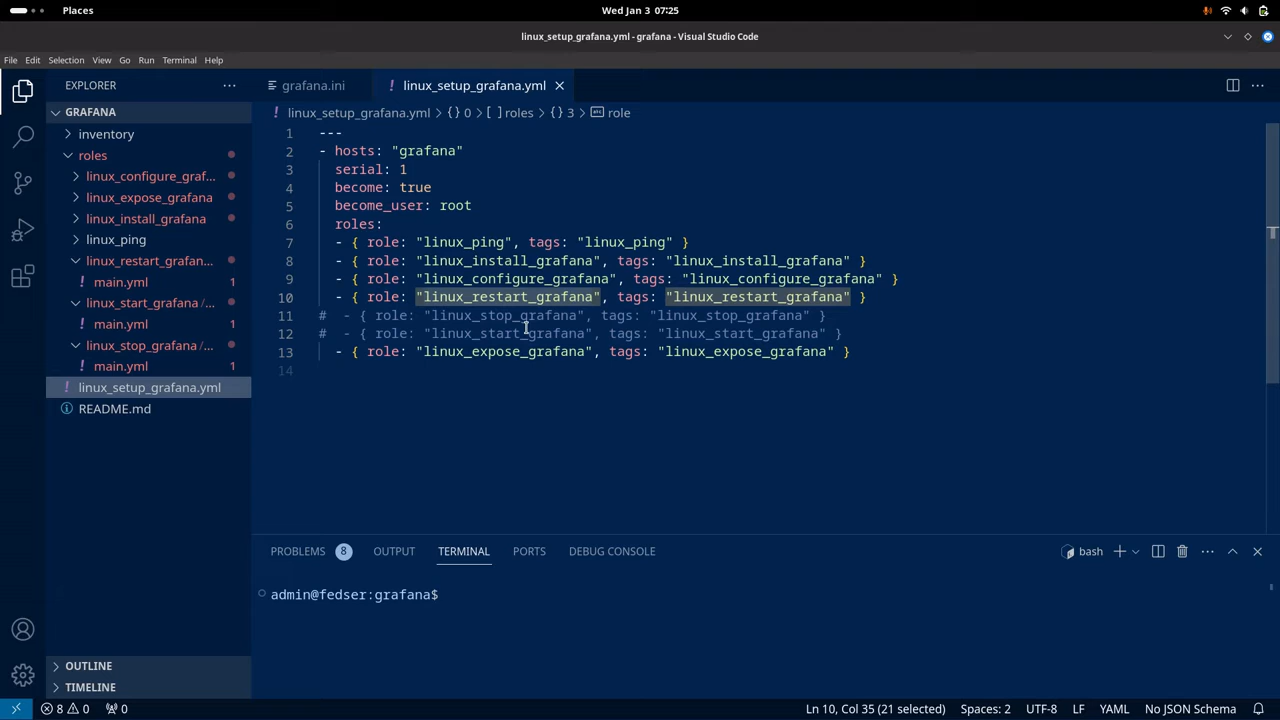 Places
Wed Jan 3 07:25
linux_setup_grafana.yml - grafana - Visual Studio Code
File Edit Selection View Go Run Terminal Help
EXPLORER
GRAFANA
inventory
roles
linux_configure_graf...
linux_expose_grafana
linux_install_grafana
linux_ping
linux_restart_grafan...
main.yml 1
linux_start_grafana /...
main.yml 1
linux_stop_grafana /...
main.yml 1
linux_setup_grafana.yml
README.md
OUTLINE
TIMELINE
grafana.ini
linux_setup_grafana.yml
linux_setup_grafana.yml > {} 0 > [ ] roles > {} 3 > role
1 ---
2 - hosts: "grafana"
3 serial: 1
4 become: true
5 become_user: root
6 roles:
7 - { role: "linux_ping", tags: "linux_ping" }
8 - { role: "linux_install_grafana", tags: "linux_install_grafana" }
9 - { role: "linux_configure_grafana", tags: "linux_configure_grafana" }
10 - { role: "linux_restart_grafana", tags: "linux_restart_grafana" }
11 # - { role: "linux_stop_grafana", tags: "linux_stop_grafana" }
12 # - { role: "linux_start_grafana", tags: "linux_start_grafana" }
13 - { role: "linux_expose_grafana", tags: "linux_expose_grafana" }
14
PROBLEMS 8 OUTPUT TERMINAL PORTS DEBUG CONSOLE
bash
admin@fedser:grafana$
8 0 0
Ln 10, Col 35 (21 selected) Spaces: 2 UTF-8 LF YAML No JSON Schema